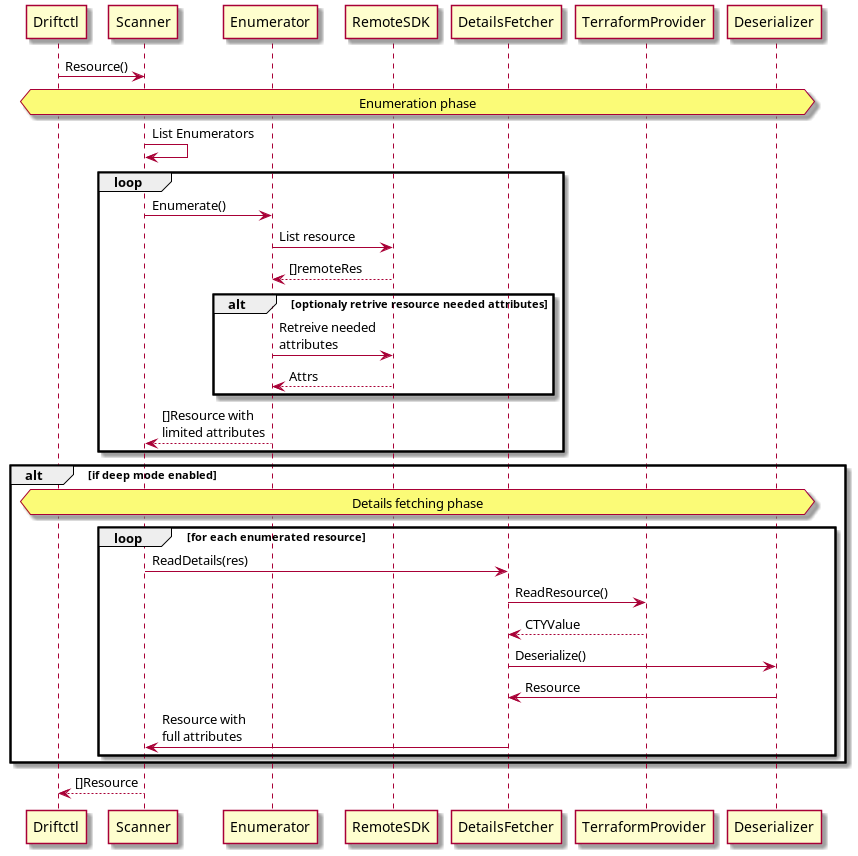 Driftctl Scanner Enumerator RemoteSDK DetailsFetcher TerraformProvider Deserializer
Resource()
Enumeration phase
List Enumerators
loop
Enumerate()
List resource
[]remoteRes
alt [optionaly retrive resource needed attributes]
Retreive needed
attributes
Attrs
[]Resource with
limited attributes
alt [if deep mode enabled]
Details fetching phase
loop [for each enumerated resource]
ReadDetails(res)
ReadResource()
CTYValue
Deserialize()
Resource
Resource with
full attributes
[]Resource
Driftctl Scanner Enumerator RemoteSDK DetailsFetcher TerraformProvider Deserializer